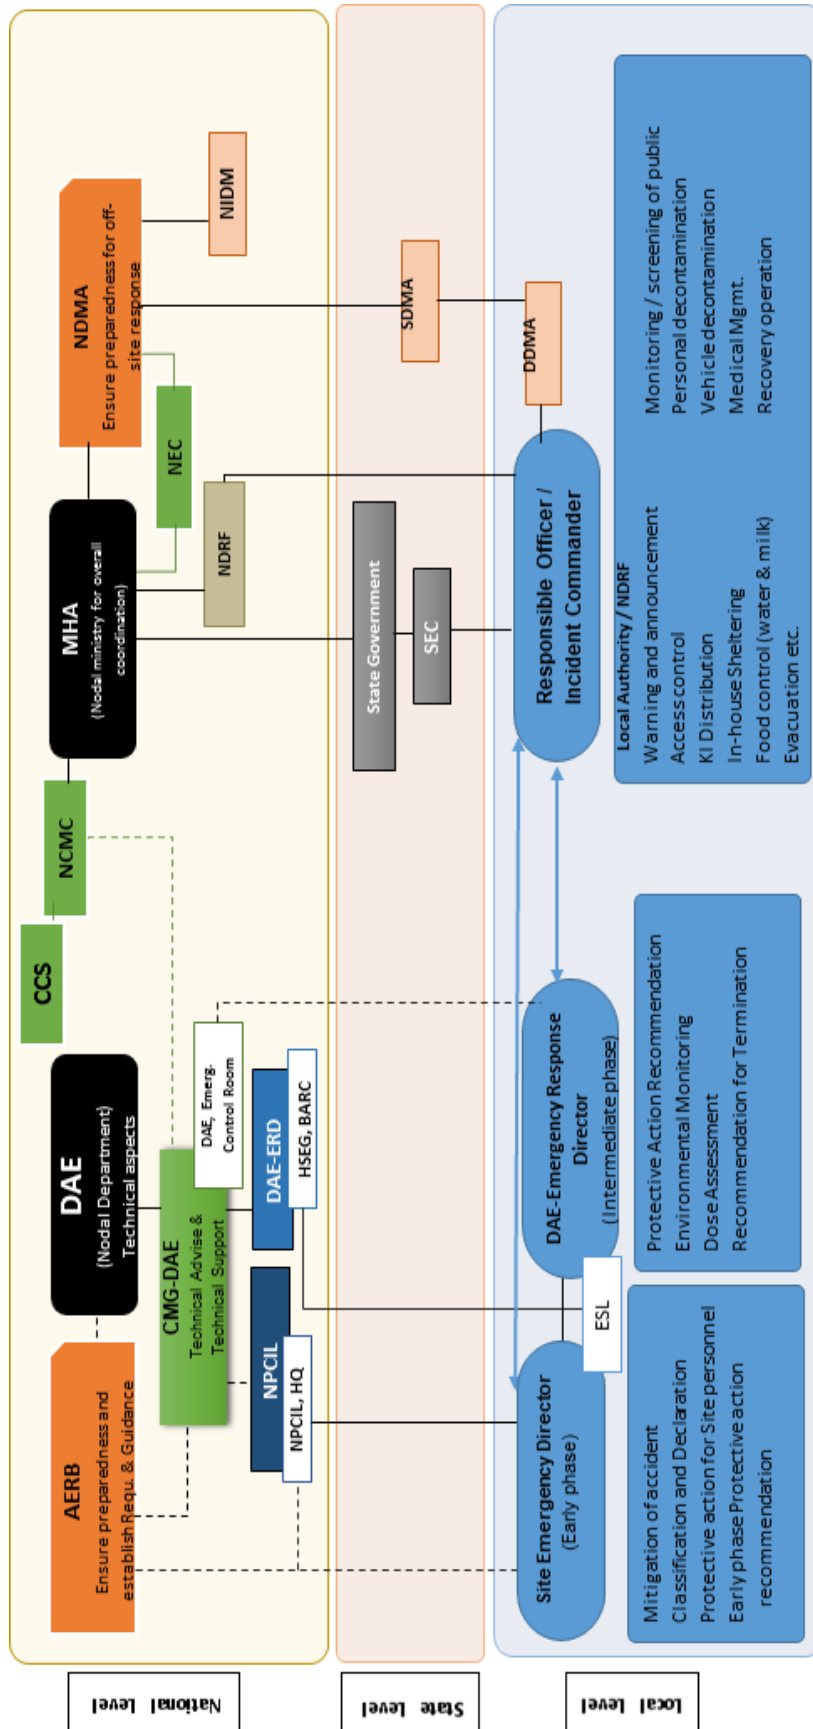 National Level
AERB
Ensure preparedness and
establish Requ. & Guidance
DAE
(Nodal Department)
Technical aspects
CCS
NCMC
MHA
(Nodal ministry for overall
coordination)
NDMA
Ensure preparedness for off-
site response
NEC
NIDM
NDRF
CMG-DAE
Technical Advise &
Technical Support
DAE, Emerg.
Control Room
NPCIL
NPCIL, HQ
DAE-ERD
HSEG, BARC
State Level
State Government
SEC
SDMA
Local Level
DDMA
Site Emergency Director
(Early phase)
ESL
DAE-Emergency Response
Director
(Intermediate phase)
Responsible Officer /
Incident Commander
Mitigation of accident
Classification and Declaration
Protective action for Site personnel
Early phase Protective action
recommendation
Protective Action Recommendation
Environmental Monitoring
Dose Assessment
Recommendation for Termination
Local Authority / NDRF
Warning and announcement
Access control
KI Distribution
In-house Sheltering
Food control (water & milk)
Evacuation etc.
Monitoring / screening of public
Personal decontamination
Vehicle decontamination
Medical Mgmt.
Recovery operation